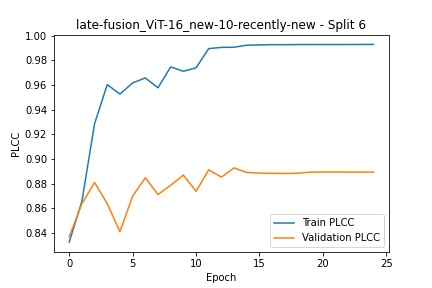 late-fusion_ViT-16_new-10-recently-new - Split 6
1.00
0.98
0.96
0.94
0.92
0.90
0.88
0.86
0.84
PLCC
Train PLCC
Validation PLCC
0 5 10 15 20 25
Epoch